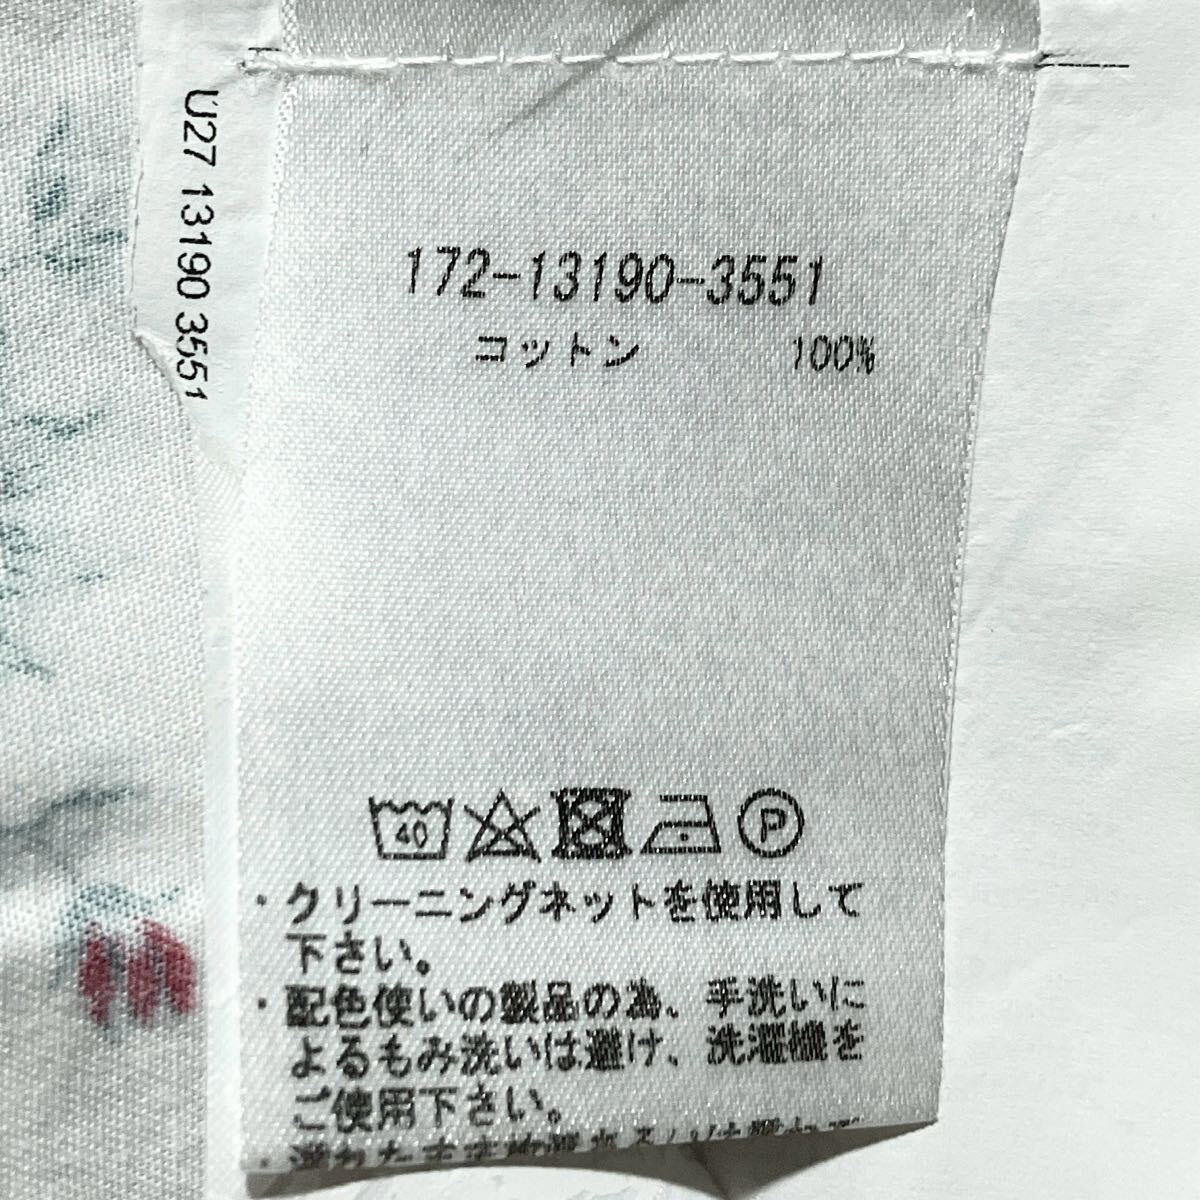 U27 13190 3551
172-13190-3551
コットン 100%
40
P
・クリーニングネットを使用して
下さい。
・配色使いの製品の為、手洗いに
よるもみ洗いは避け、洗濯機を
ご使用下さい。